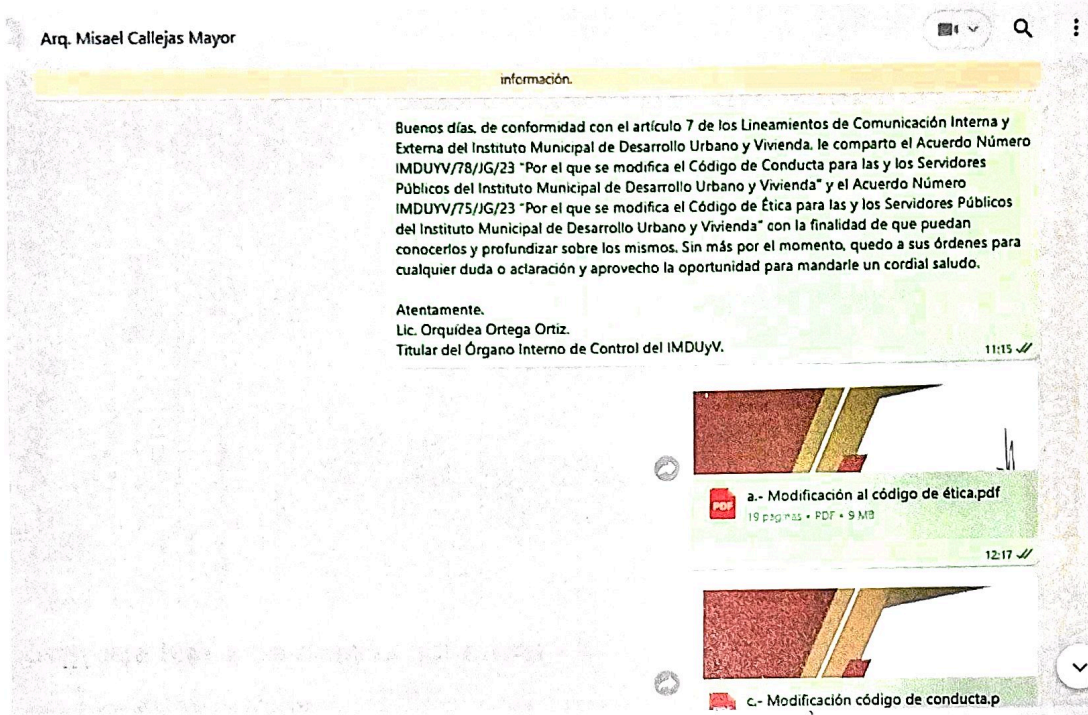 Arq. Misael Callejas Mayor
información.
Buenos días, de conformidad con el artículo 7 de los Lineamientos de Comunicación Interna y
Externa del Instituto Municipal de Desarrollo Urbano y Vivienda, le comparto el Acuerdo Número
IMDUYV/78/JG/23 "Por el que se modifica el Código de Conducta para las y los Servidores
Públicos del Instituto Municipal de Desarrollo Urbano y Vivienda" y el Acuerdo Número
IMDUYV/75/JG/23 "Por el que se modifica el Código de Ética para las y los Servidores Públicos
del Instituto Municipal de Desarrollo Urbano y Vivienda" con la finalidad de que puedan
conocerlos y profundizar sobre los mismos. Sin más por el momento, quedo a sus órdenes para
cualquier duda o aclaración y aprovecho la oportunidad para mandarle un cordial saludo.
Atentamente.
Lic. Orquídea Ortega Ortiz.
Titular del Órgano Interno de Control del IMDUyV.
11:15
PDF
a.- Modificación al código de ética.pdf
19 páginas • PDF • 9 MB
12:17
c.- Modificación código de conducta.p